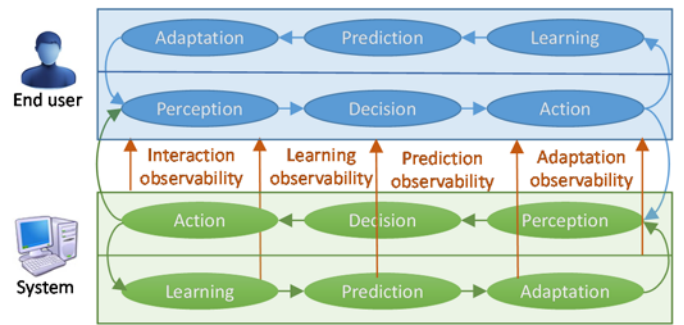 Adaptation Prediction Learning
End user
Perception Decision Action
Interaction observability
Learning observability
Prediction observability
Adaptation observability
Action Decision Perception
System
Learning Prediction Adaptation